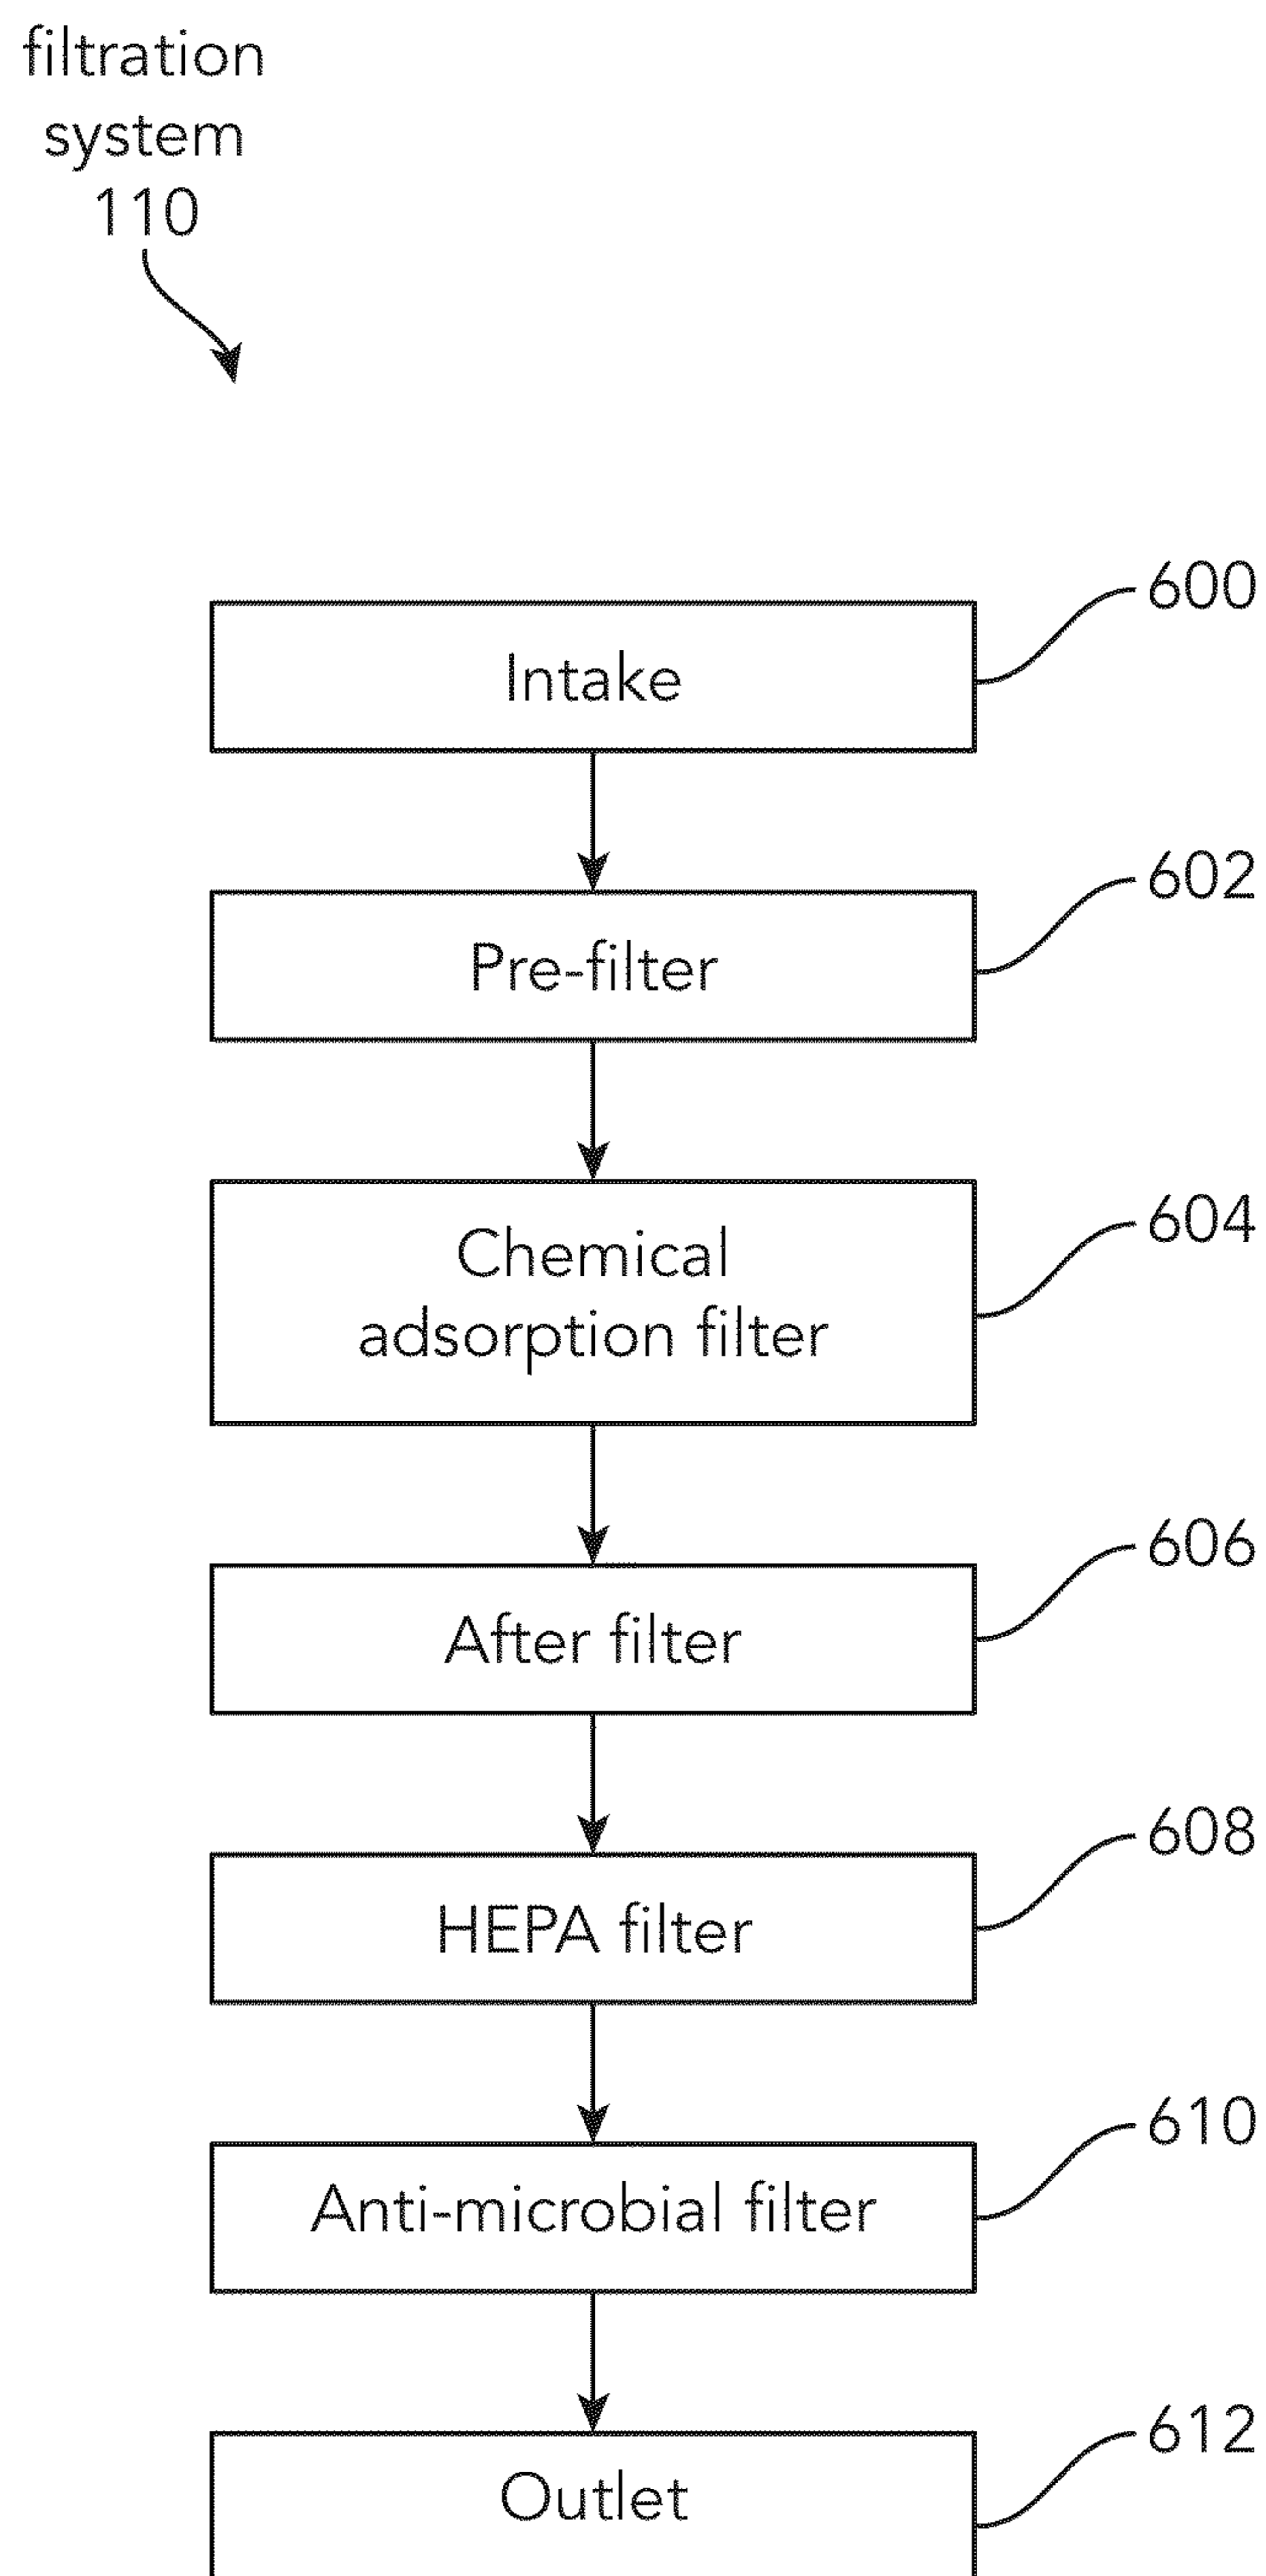 filtration
system
110
600
Intake
602
Pre-filter
604
Chemical
adsorption filter
606
After filter
608
HEPA filter
610
Anti-microbial filter
612
Outlet